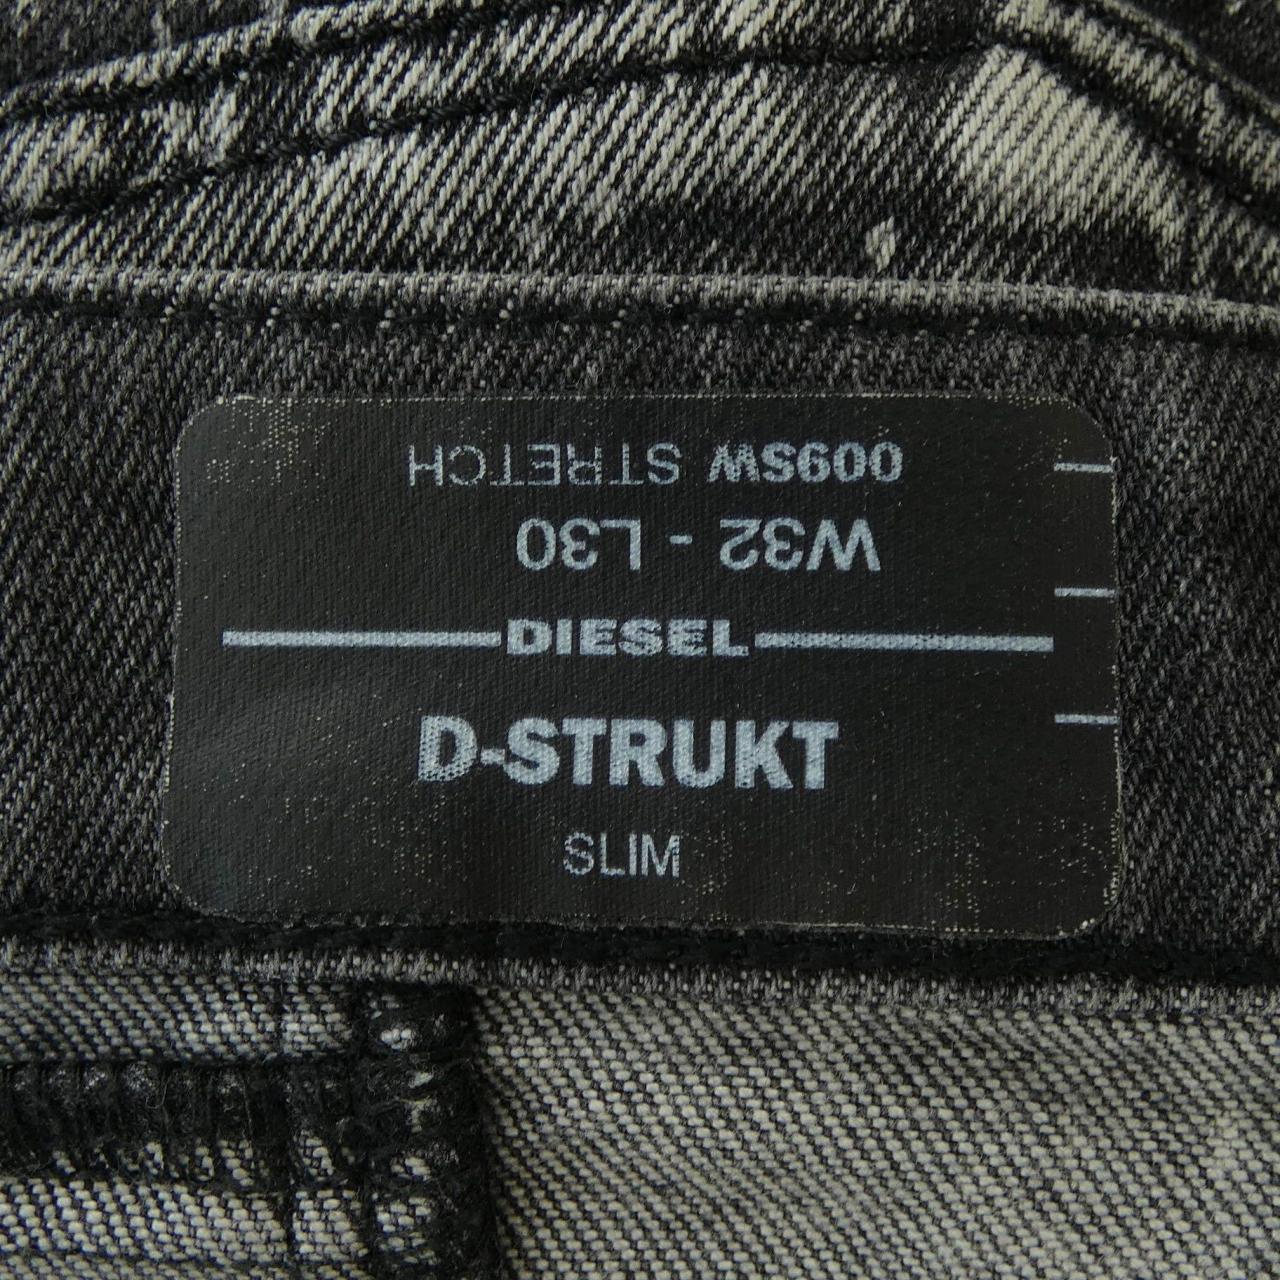 009SW STRETCH
W32 - L30
DIESEL
D-STRUKT
SLIM